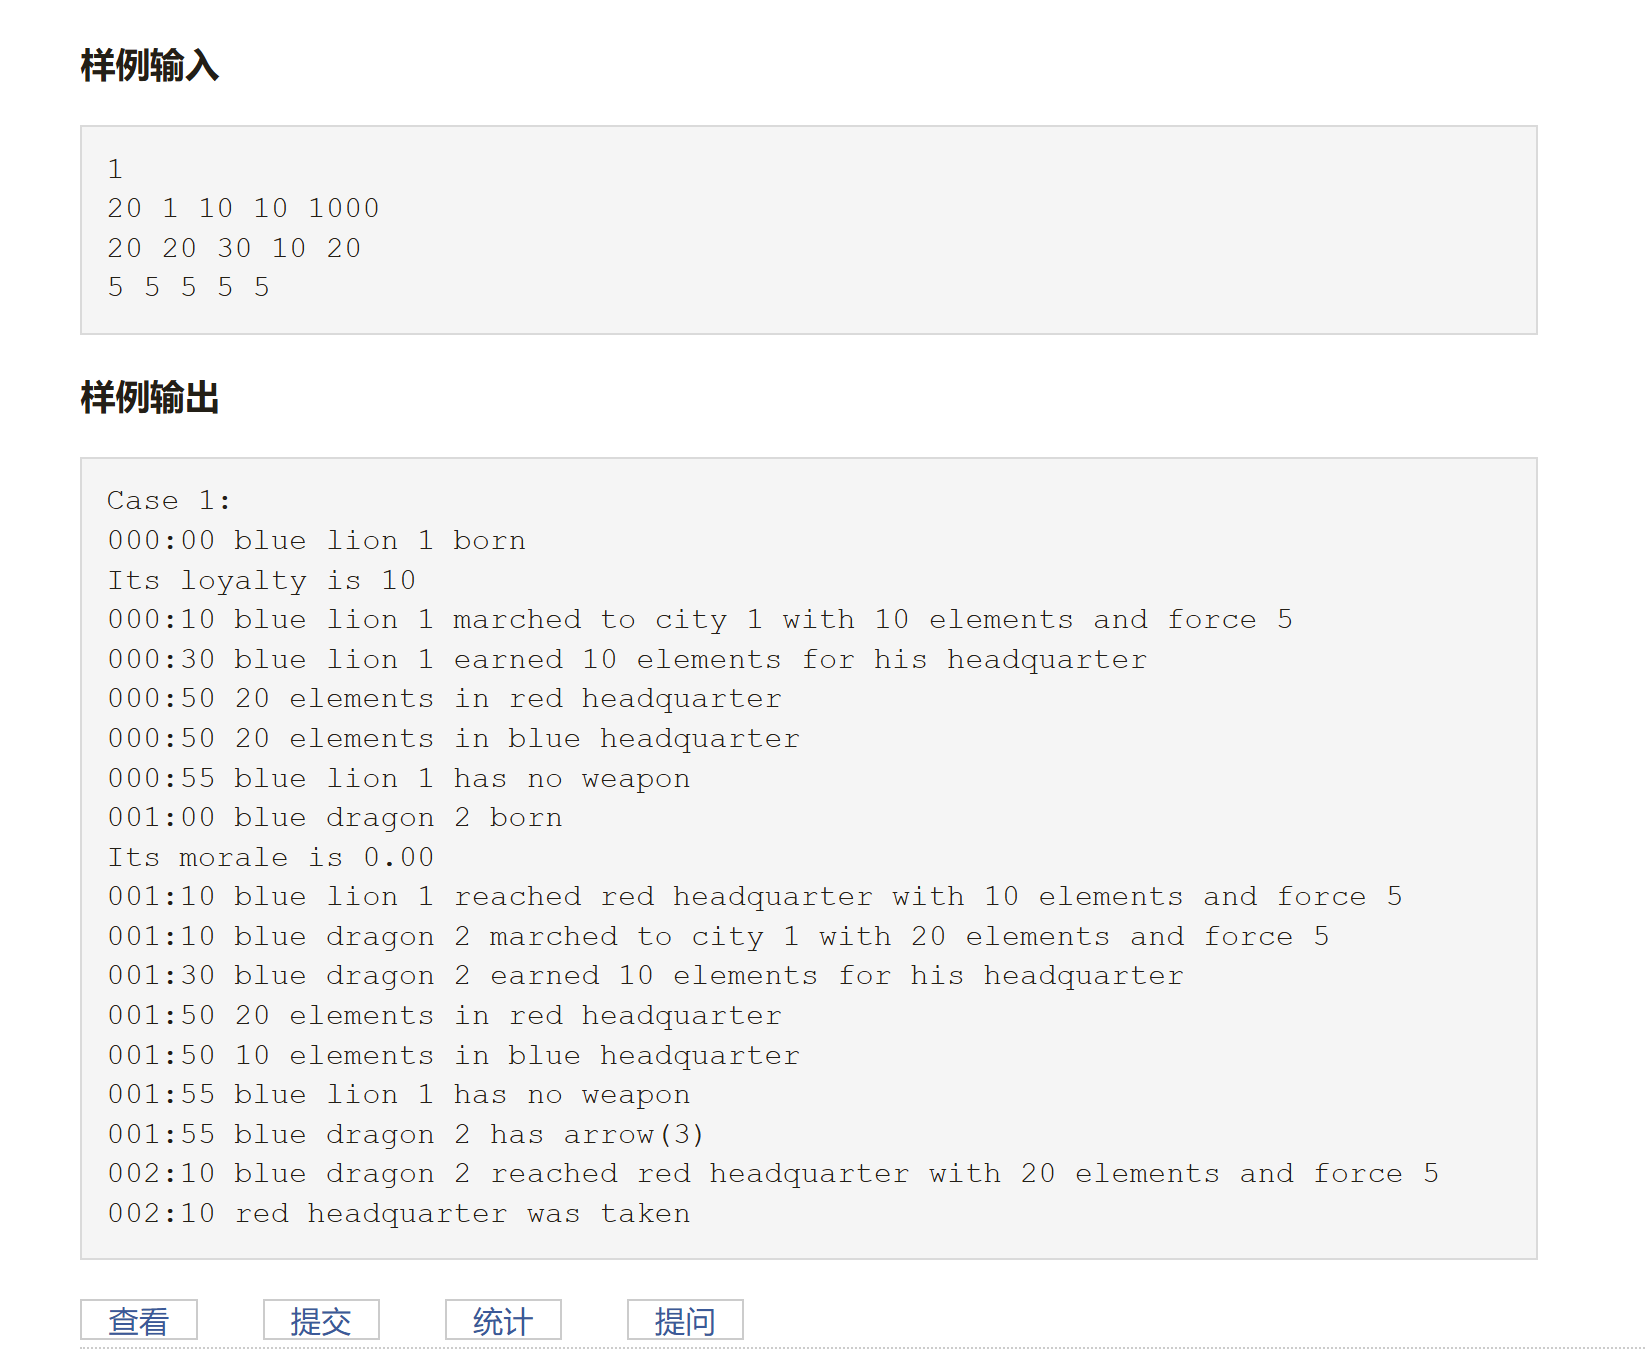 样例输入
1
20 1 10 10 1000
20 20 30 10 20
5 5 5 5 5
样例输出
Case 1:
000:00 blue lion 1 born
Its loyalty is 10
000:10 blue lion 1 marched to city 1 with 10 elements and force 5
000:30 blue lion 1 earned 10 elements for his headquarter
000:50 20 elements in red headquarter
000:50 20 elements in blue headquarter
000:55 blue lion 1 has no weapon
001:00 blue dragon 2 born
Its morale is 0.00
001:10 blue lion 1 reached red headquarter with 10 elements and force 5
001:10 blue dragon 2 marched to city 1 with 20 elements and force 5
001:30 blue dragon 2 earned 10 elements for his headquarter
001:50 20 elements in red headquarter
001:50 10 elements in blue headquarter
001:55 blue lion 1 has no weapon
001:55 blue dragon 2 has arrow(3)
002:10 blue dragon 2 reached red headquarter with 20 elements and force 5
002:10 red headquarter was taken
查看 提交 统计 提问